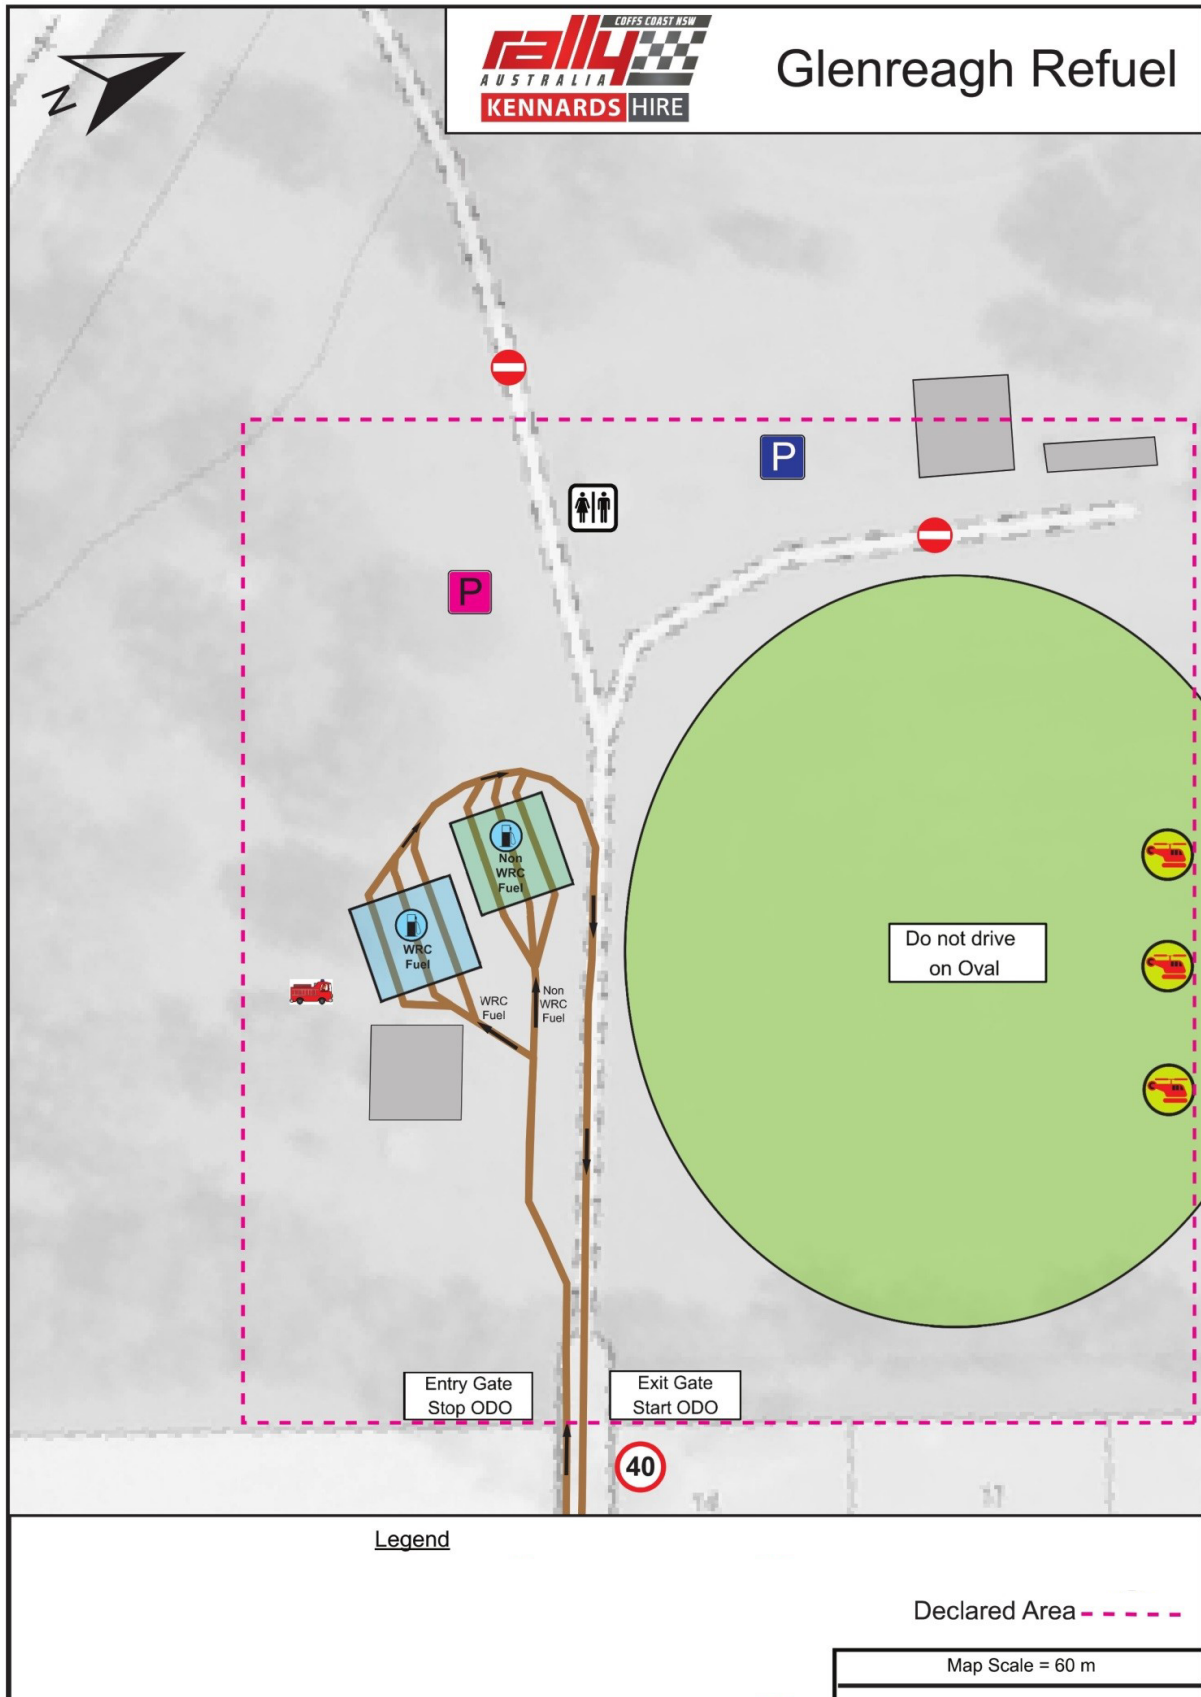 COFFS COAST NSW
rally
AUSTRALIA
KENNARDS HIRE
Glenreagh Refuel
N
P
P
Non
WRC
Fuel
WRC
Fuel
WRC
Fuel
Non
WRC
Fuel
Do not drive
on Oval
Entry Gate
Stop ODO
Exit Gate
Start ODO
40
Legend
Declared Area
Map Scale = 60 m